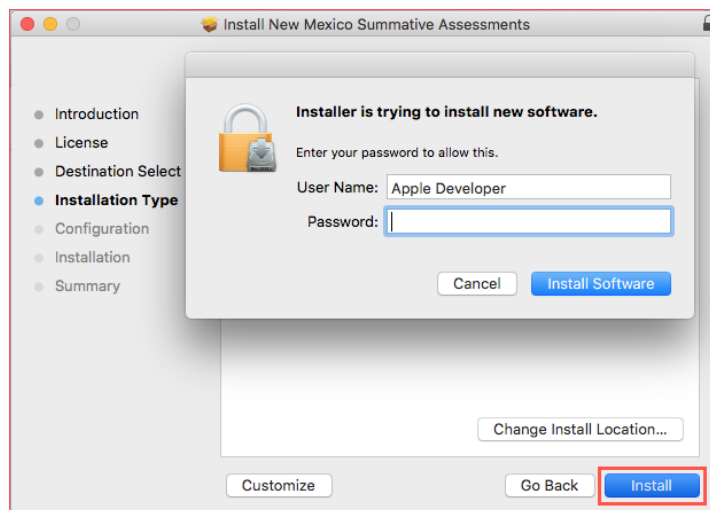 Install New Mexico Summative Assessments
Introduction
License
Destination Select
Installation Type
Configuration
Installation
Summary
Installer is trying to install new software.
Enter your password to allow this.
User Name: Apple Developer
Password:
Cancel Install Software
Change Install Location...
Customize Go Back Install